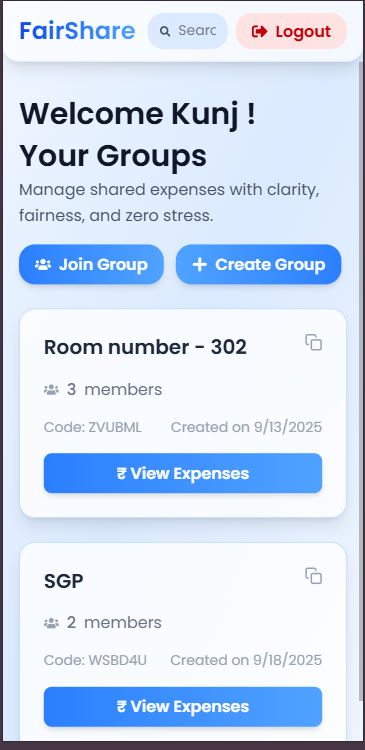 FairShare Searc Logout
Welcome Kunj !
Your Groups
Manage shared expenses with clarity,
fairness, and zero stress.
Join Group + Create Group
Room number - 302
3 members
Code: ZVUBML Created on 9/13/2025
₹ View Expenses
SGP
2 members
Code: WSBD4U Created on 9/18/2025
₹ View Expenses